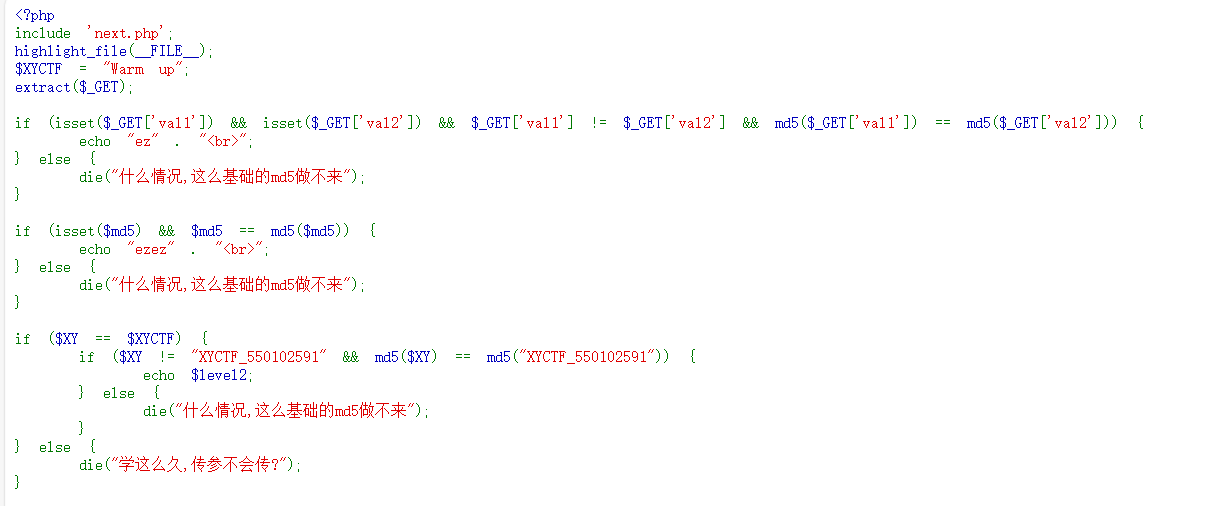 <?php
include 'next.php';
highlight_file(__FILE__);
$XYCTF = "Warm up";
extract($_GET);
if (isset($_GET['val1']) && isset($_GET['val2']) && $_GET['val1'] != $_GET['val2'] && md5($_GET['val1']) == md5($_GET['val2'])) {
echo "ez" . "<br>";
} else {
die("什么情况,这么基础的md5做不来");
}
if (isset($md5) && $md5 == md5($md5)) {
echo "ezez" . "<br>";
} else {
die("什么情况,这么基础的md5做不来");
}
if ($XY == $XYCTF) {
if ($XY != "XYCTF_550102591" && md5($XY) == md5("XYCTF_550102591")) {
echo $level2;
} else {
die("什么情况,这么基础的md5做不来");
}
} else {
die("学这么久,传参不会传?");
}